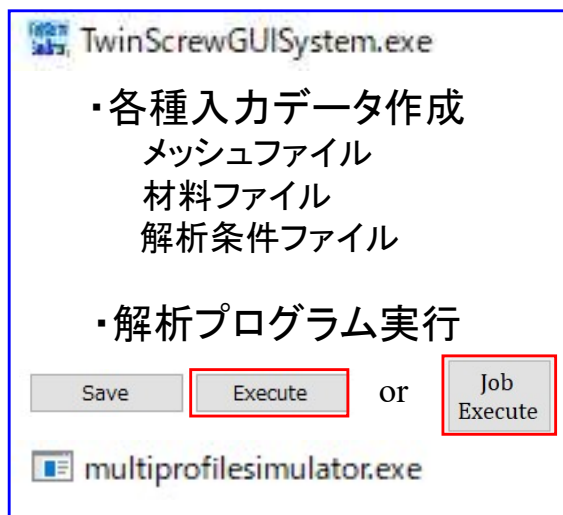 TwinScrewGUISystem.exe
・各種入力データ作成
メッシュファイル
材料ファイル
解析条件ファイル
・解析プログラム実行
Save Execute or Job
Execute
multiprofilesimulator.exe